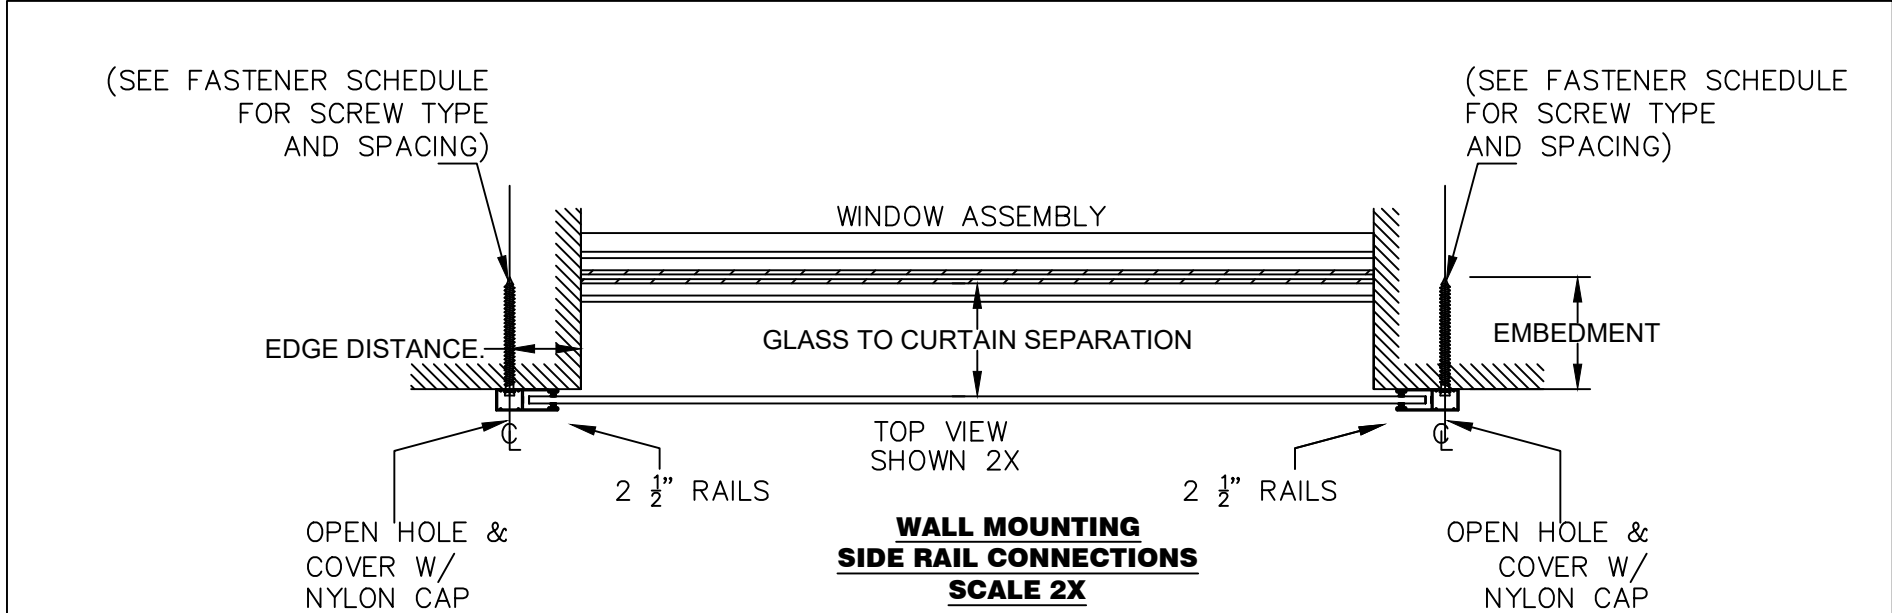 (SEE FASTENER SCHEDULE
FOR SCREW TYPE
AND SPACING)
(SEE FASTENER SCHEDULE
FOR SCREW TYPE
AND SPACING)
WINDOW ASSEMBLY
EDGE DISTANCE.
GLASS TO CURTAIN SEPARATION
EMBEDMENT
℄
℄
TOP VIEW
SHOWN 2X
2 1/2” RAILS
2 1/2” RAILS
OPEN HOLE &
COVER W/
NYLON CAP
WALL MOUNTING
SIDE RAIL CONNECTIONS
SCALE 2X
OPEN HOLE &
COVER W/
NYLON CAP